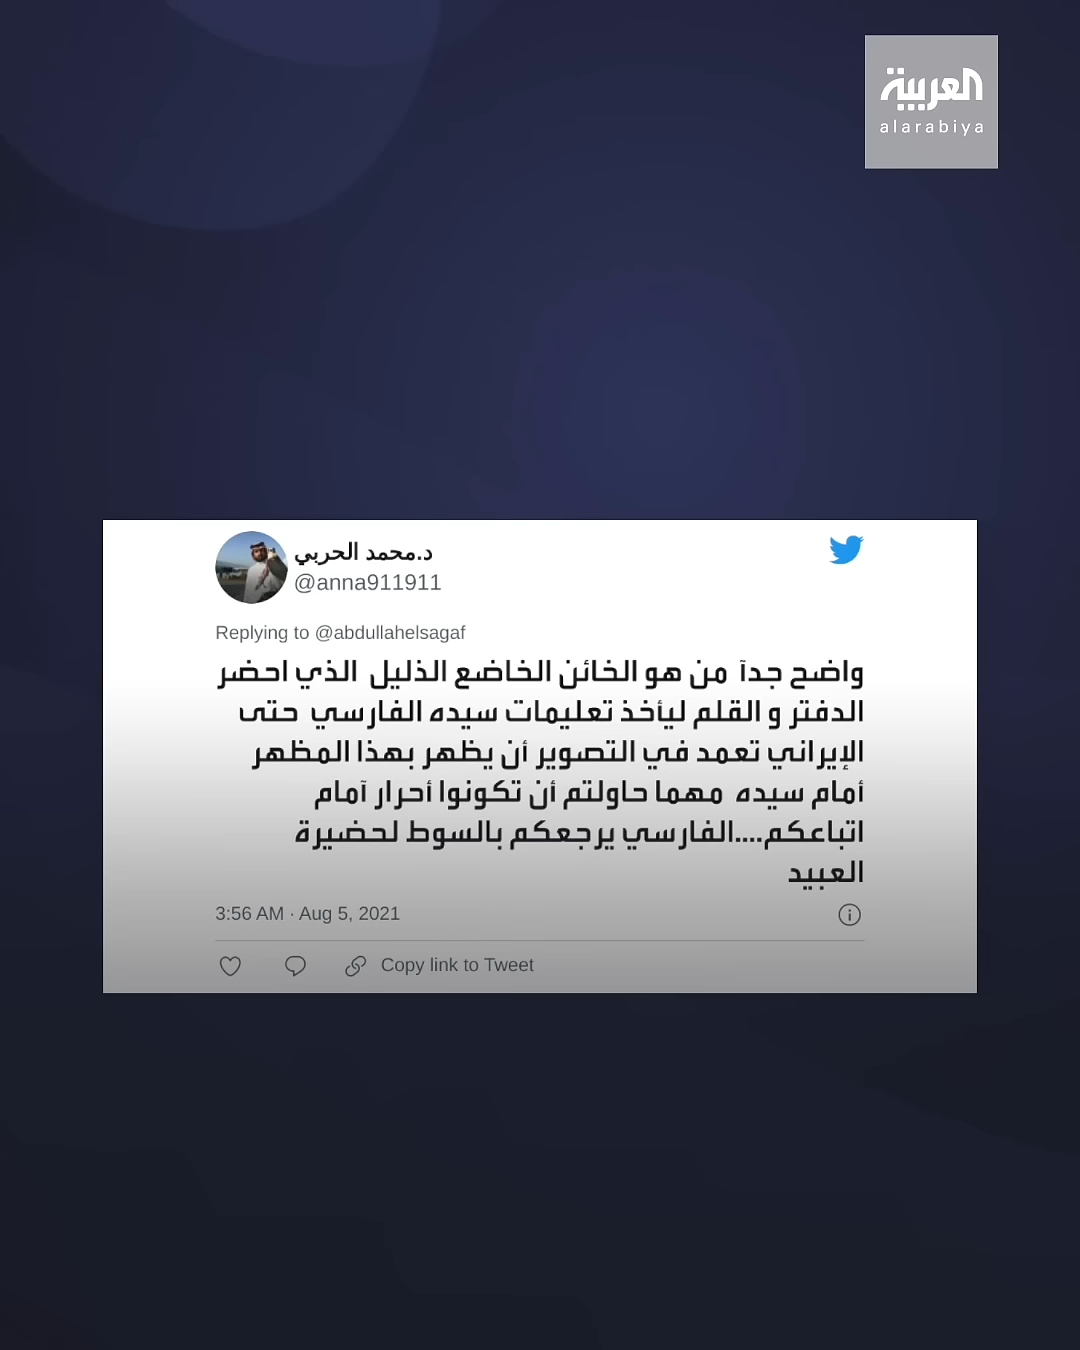 العربية
alarabiya
د.محمد الحربي
@anna911911
Replying to @abdullahelsagaf
واضح جدآ من هو الخائن الخاضع الذليل الذي احضر
الدفتر و القلم ليأخذ تعليمات سيده الفارسي حتى
الإيراني تعمد في التصوير أن يظهر بهذا المظهر
أمام سيده مهما حاولتم أن تكونوا أحرار آمام
اتباعكم....الفارسي يرجعكم بالسوط لحضيرة
العبيد
3:56 AM · Aug 5, 2021
Copy link to Tweet